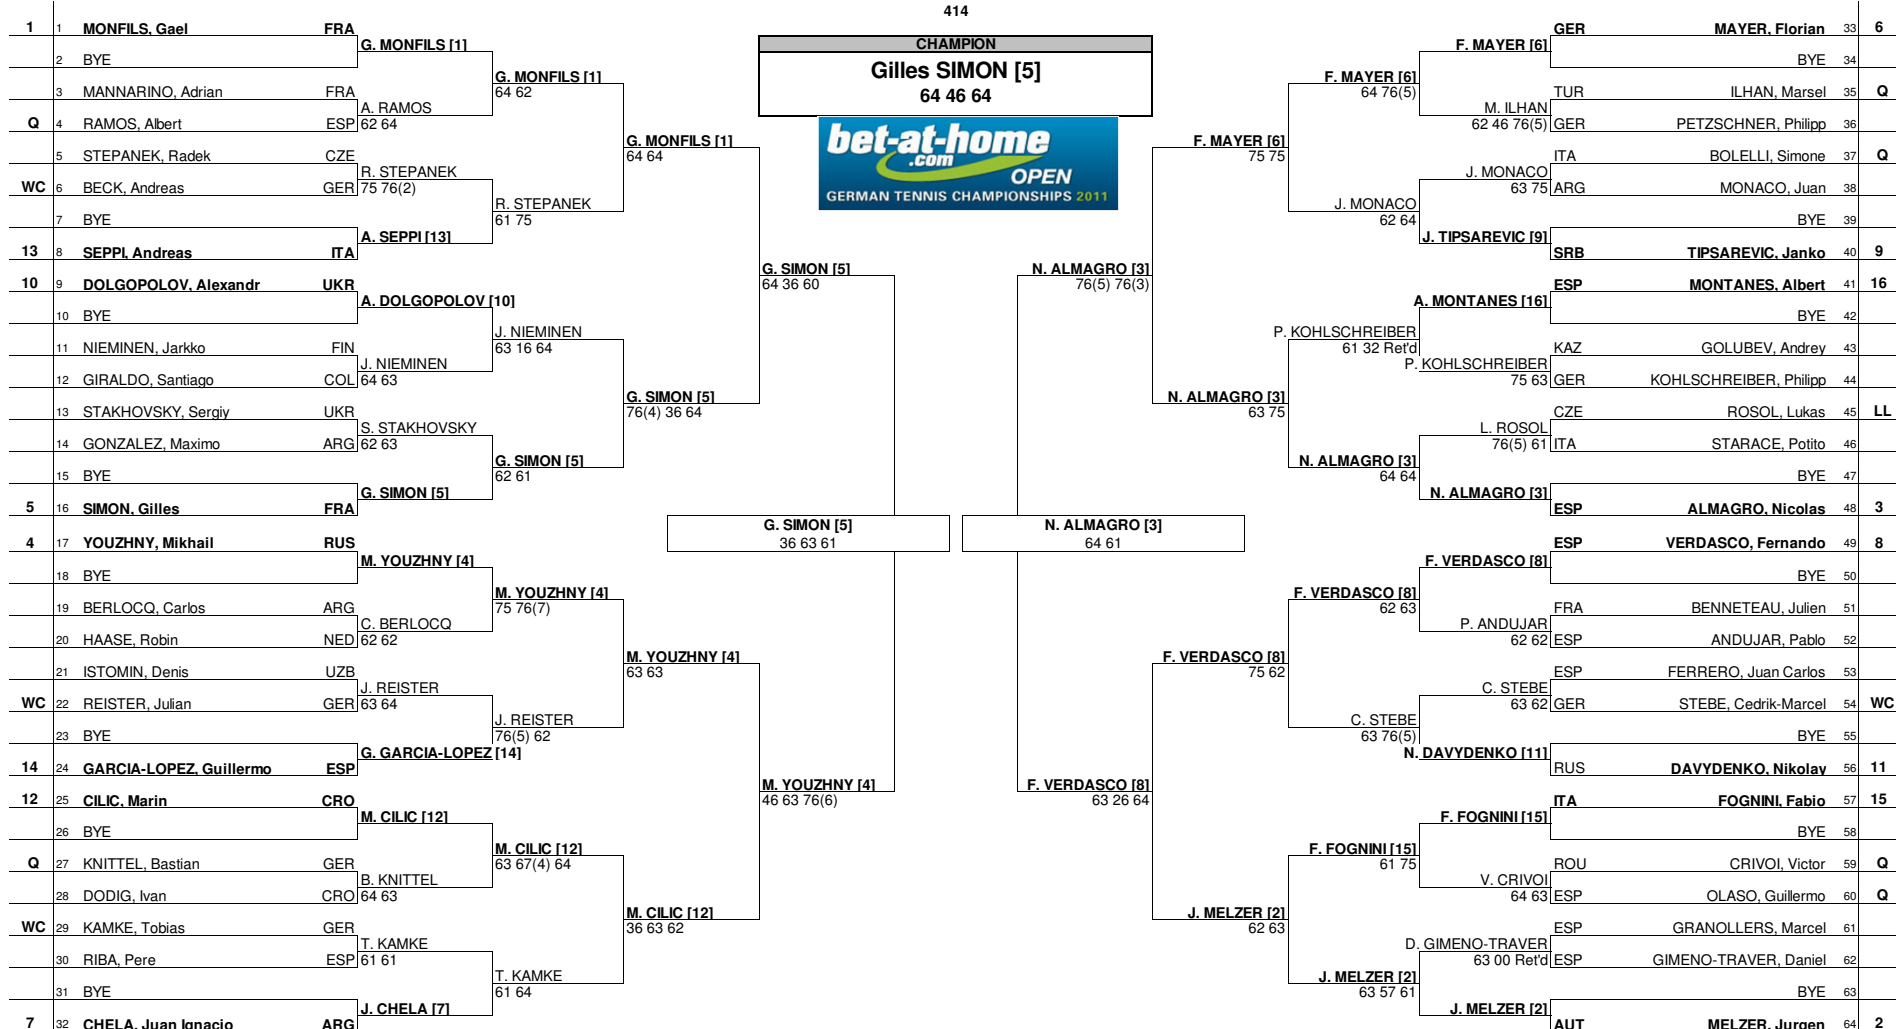 414
CHAMPION
Gilles SIMON [5]
64 46 64
bet-at-home
.com
OPEN
GERMAN TENNIS CHAMPIONSHIPS 2011
1 1 MONFILS, Gael FRA
2 BYE
3 MANNARINO, Adrian FRA
Q 4 RAMOS, Albert ESP
5 STEPANEK, Radek CZE
WC 6 BECK, Andreas GER
7 BYE
13 8 SEPPI, Andreas ITA
10 9 DOLGOPOLOV, Alexandr UKR
10 BYE
11 NIEMINEN, Jarkko FIN
12 GIRALDO, Santiago COL
13 STAKHOVSKY, Sergiy UKR
14 GONZALEZ, Maximo ARG
15 BYE
5 16 SIMON, Gilles FRA
4 17 YOUZHNY, Mikhail RUS
18 BYE
19 BERLOCQ, Carlos ARG
20 HAASE, Robin NED
21 ISTOMIN, Denis UZB
WC 22 REISTER, Julian GER
23 BYE
14 24 GARCIA-LOPEZ, Guillermo ESP
12 25 CILIC, Marin CRO
26 BYE
Q 27 KNITTEL, Bastian GER
28 DODIG, Ivan CRO
WC 29 KAMKE, Tobias GER
30 RIBA, Pere ESP
31 BYE
7 32 CHELA, Juan Ignacio ARG
G. MONFILS [1]
A. RAMOS
62 64
R. STEPANEK
75 76(2)
A. SEPPI [13]
A. DOLGOPOLOV [10]
J. NIEMINEN
64 63
S. STAKHOVSKY
62 63
G. SIMON [5]
M. YOUZHNY [4]
C. BERLOCQ
62 62
J. REISTER
63 64
G. GARCIA-LOPEZ [14]
M. CILIC [12]
B. KNITTEL
64 63
T. KAMKE
61 61
J. CHELA [7]
G. MONFILS [1]
64 62
R. STEPANEK
61 75
J. NIEMINEN
63 16 64
G. SIMON [5]
62 61
M. YOUZHNY [4]
75 76(7)
J. REISTER
76(5) 62
M. CILIC [12]
63 67(4) 64
T. KAMKE
61 64
G. MONFILS [1]
64 64
G. SIMON [5]
76(4) 36 64
M. YOUZHNY [4]
63 63
M. CILIC [12]
36 63 62
G. SIMON [5]
64 36 60
M. YOUZHNY [4]
46 63 76(6)
G. SIMON [5]
36 63 61
N. ALMAGRO [3]
64 61
N. ALMAGRO [3]
76(5) 76(3)
F. VERDASCO [8]
63 26 64
F. MAYER [6]
75 75
N. ALMAGRO [3]
63 75
F. VERDASCO [8]
75 62
J. MELZER [2]
62 63
F. MAYER [6]
64 76(5)
J. MONACO
62 64
P. KOHLSCHREIBER
61 32 Ret'd
N. ALMAGRO [3]
64 64
F. VERDASCO [8]
62 63
C. STEBE
63 76(5)
F. FOGNINI [15]
61 75
J. MELZER [2]
63 57 61
F. MAYER [6]
M. ILHAN
62 46 76(5)
J. MONACO
63 75
J. TIPSAREVIC [9]
A. MONTANES [16]
P. KOHLSCHREIBER
75 63
L. ROSOL
76(5) 61
N. ALMAGRO [3]
F. VERDASCO [8]
P. ANDUJAR
62 62
C. STEBE
63 62
N. DAVYDENKO [11]
F. FOGNINI [15]
V. CRIVOI
64 63
D. GIMENO-TRAVER
63 00 Ret'd
J. MELZER [2]
GER MAYER, Florian 33 6
BYE 34
TUR ILHAN, Marsel 35 Q
GER PETZSCHNER, Philipp 36
ITA BOLELLI, Simone 37 Q
ARG MONACO, Juan 38
BYE 39
SRB TIPSAREVIC, Janko 40 9
ESP MONTANES, Albert 41 16
BYE 42
KAZ GOLUBEV, Andrey 43
GER KOHLSCHREIBER, Philipp 44
CZE ROSOL, Lukas 45 LL
ITA STARACE, Potito 46
BYE 47
ESP ALMAGRO, Nicolas 48 3
ESP VERDASCO, Fernando 49 8
BYE 50
FRA BENNETEAU, Julien 51
ESP ANDUJAR, Pablo 52
ESP FERRERO, Juan Carlos 53
GER STEBE, Cedrik-Marcel 54 WC
BYE 55
RUS DAVYDENKO, Nikolay 56 11
ITA FOGNINI, Fabio 57 15
BYE 58
ROU CRIVOI, Victor 59 Q
ESP OLASO, Guillermo 60 Q
ESP GRANOLLERS, Marcel 61
ESP GIMENO-TRAVER, Daniel 62
BYE 63
AUT MELZER, Jurgen 64 2